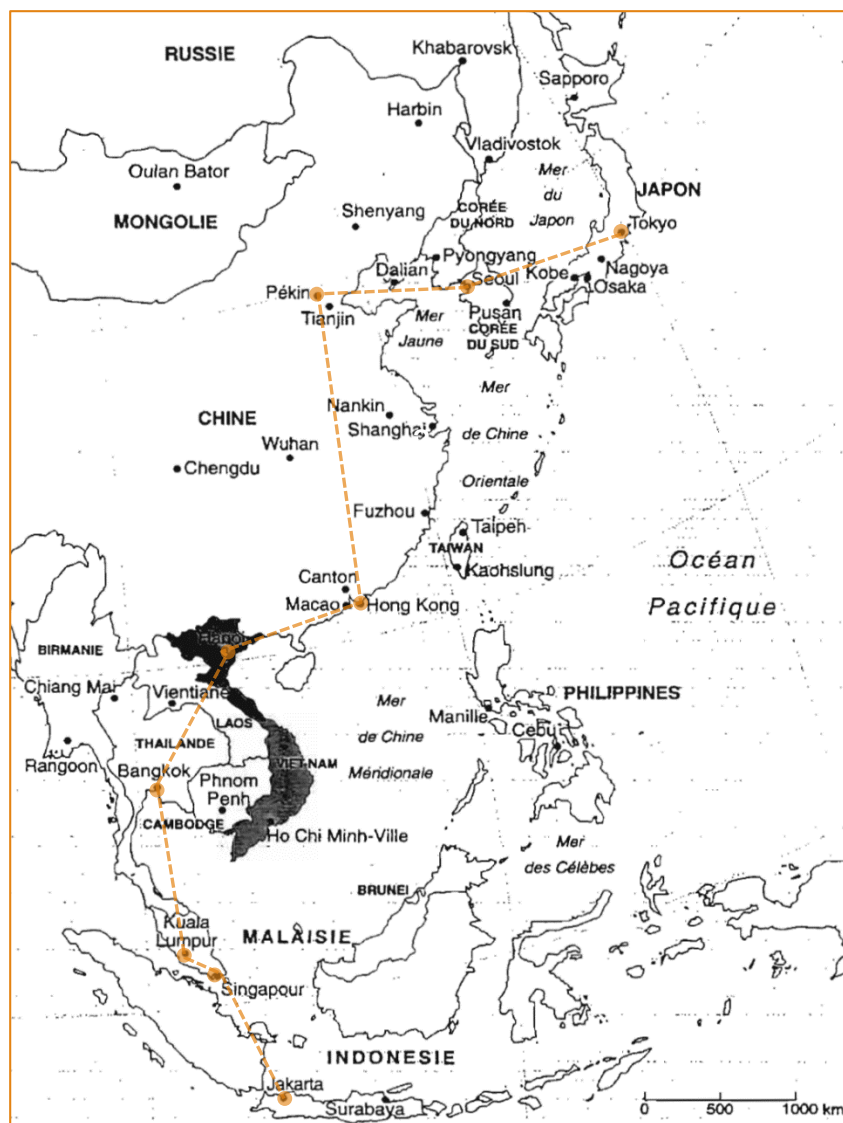 RUSSIE
Khabarovsk
Sapporo
Harbin
Vladivostok
Oulan Bator
Mer
du
Japon
JAPON
MONGOLIE
Shenyang
CORÉE
DU NORD
Tokyo
Pyongyang
Dalian
Seoul
Kobe
Nagoya
Osaka
Pékin
Tianjin
Mer
Jaune
Pusan
CORÉE
DU SUD
CHINE
Nankin
Shanghai
Mer
de Chine
Orientale
Wuhan
Chengdu
Fuzhou
Taipeh
TAIWAN
Kaohsiung
Océan
Pacifique
Canton
Macao
Hong Kong
Hanoi
BIRMANIE
Chiang Mai
Vientiane
LAOS
Mer
de Chine
Méridionale
PHILIPPINES
Manille
Cebu
THAILANDE
Rangoon
Bangkok
VIET-NAM
Phnom
Penh
CAMBODGE
Ho Chi Minh-Ville
Mer
des Célèbes
BRUNEI
Kuala
Lumpur
MALAISIE
Singapour
INDONESIE
Jakarta
Surabaya
0 500 1000 km